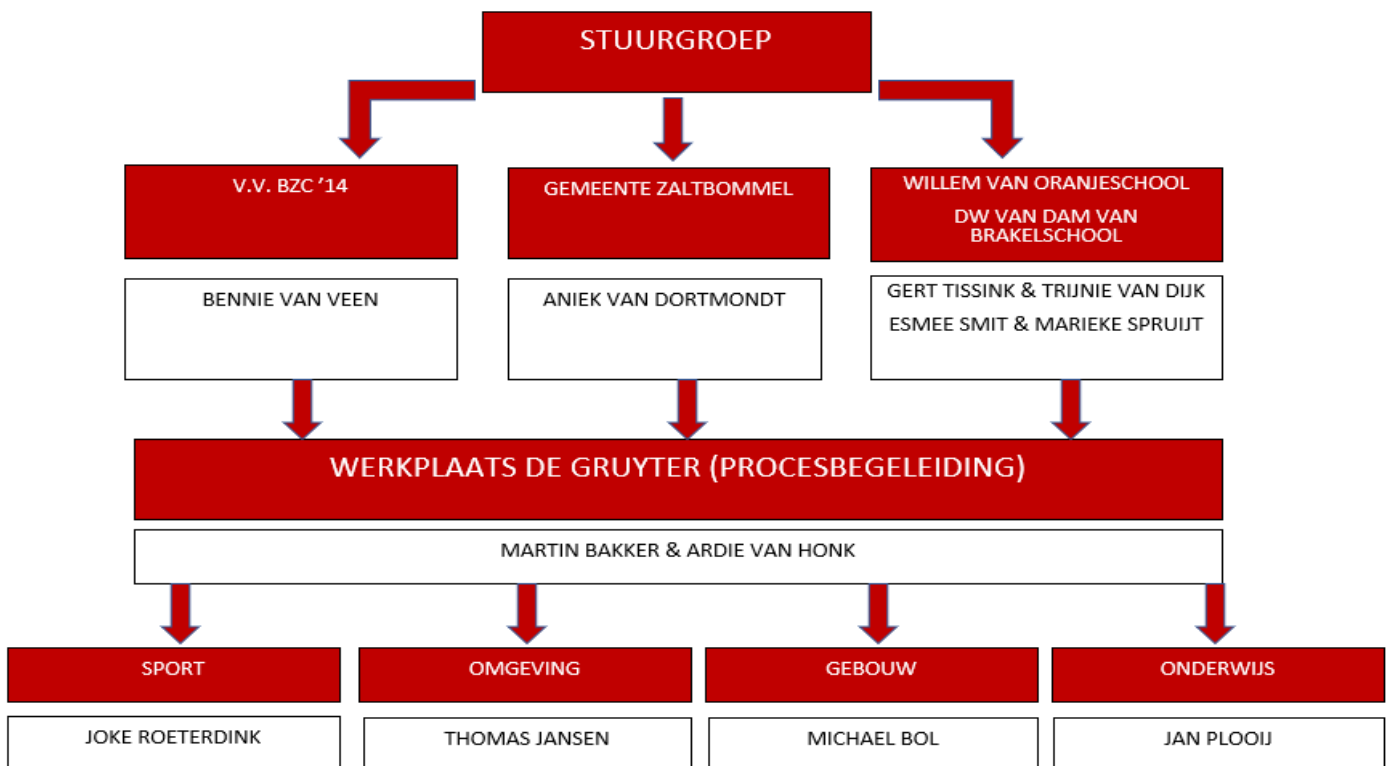 STUURGROEP
V.V. BZC ’14
GEMEENTE ZALTBOMMEL
WILLEM VAN ORANJESCHOOL
DW VAN DAM VAN
BRAKELSCHOOL
BENNIE VAN VEEN
ANIEK VAN DORTMONDT
GERT TISSINK & TRIJNIE VAN DIJK
ESMEE SMIT & MARIEKE SPRUIJT
WERKPLAATS DE GRUYTER (PROCESBEGELEIDING)
MARTIN BAKKER & ARDIE VAN HONK
SPORT
OMGEVING
GEBOUW
ONDERWIJS
JOKE ROETERDINK
THOMAS JANSEN
MICHAEL BOL
JAN PLOOIJ